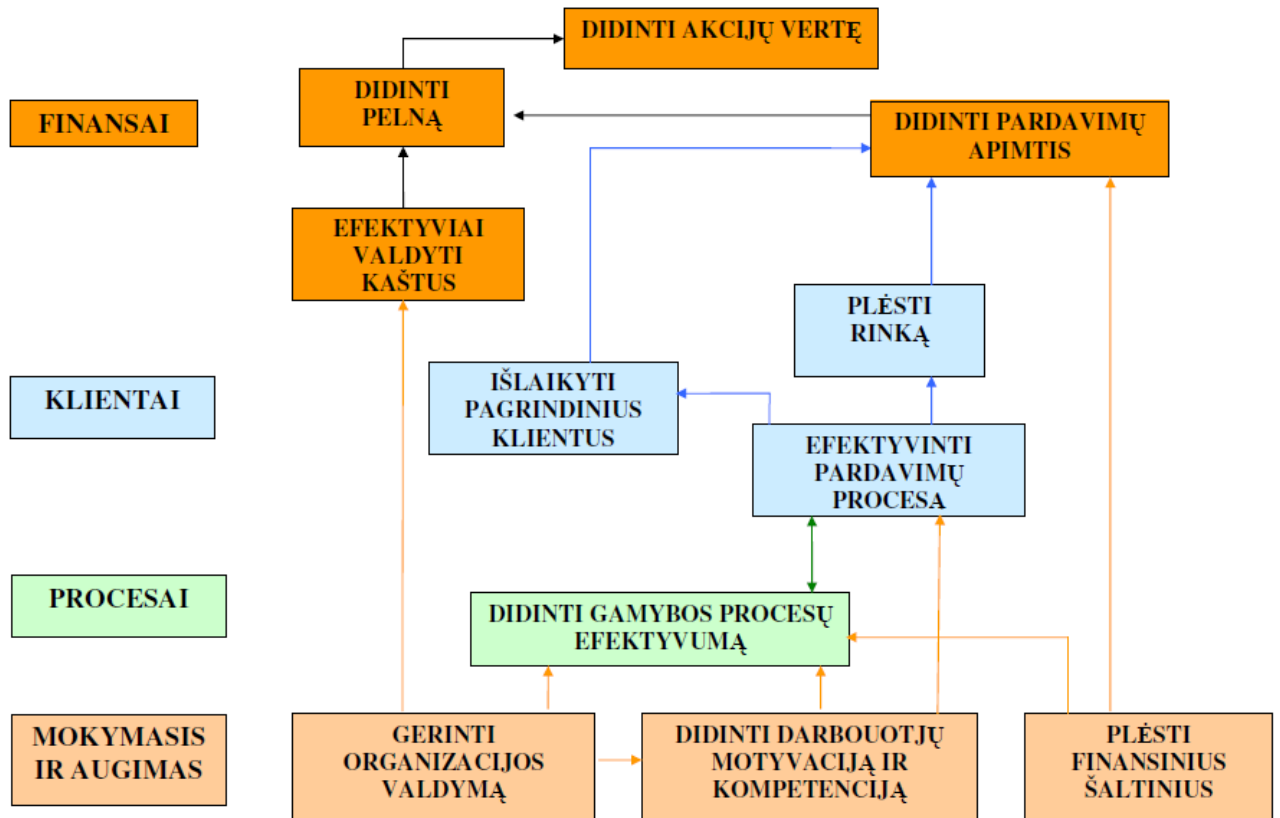 DIDINTI AKCIJŲ VERTĘ
DIDINTI
PELNĄ
FINANSAI
DIDINTI PARDAVIMŲ
APIMTIS
EFEKTYVIAI
VALDYTI
KAŠTUS
PLĖSTI
RINKĄ
KLIENTAI
IŠLAIKYTI
PAGRINDINIUS
KLIENTUS
EFEKTYVINTI
PARDAVIMŲ
PROCESĄ
PROCESAI
DIDINTI GAMYBOS PROCESŲ
EFEKTYVUMĄ
MOKYMASIS
IR AUGIMAS
GERINTI
ORGANIZACIJOS
VALDYMĄ
DIDINTI DARBOUOTJŲ
MOTYVACIJĄ IR
KOMPETENCIJĄ
PLĖSTI
FINANSINIUS
ŠALTINIUS